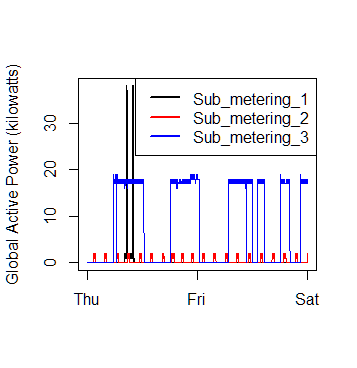 Global Active Power (kilowatts)
30
20
10
0
Sub_metering_1
Sub_metering_2
Sub_metering_3
Thu Fri Sat